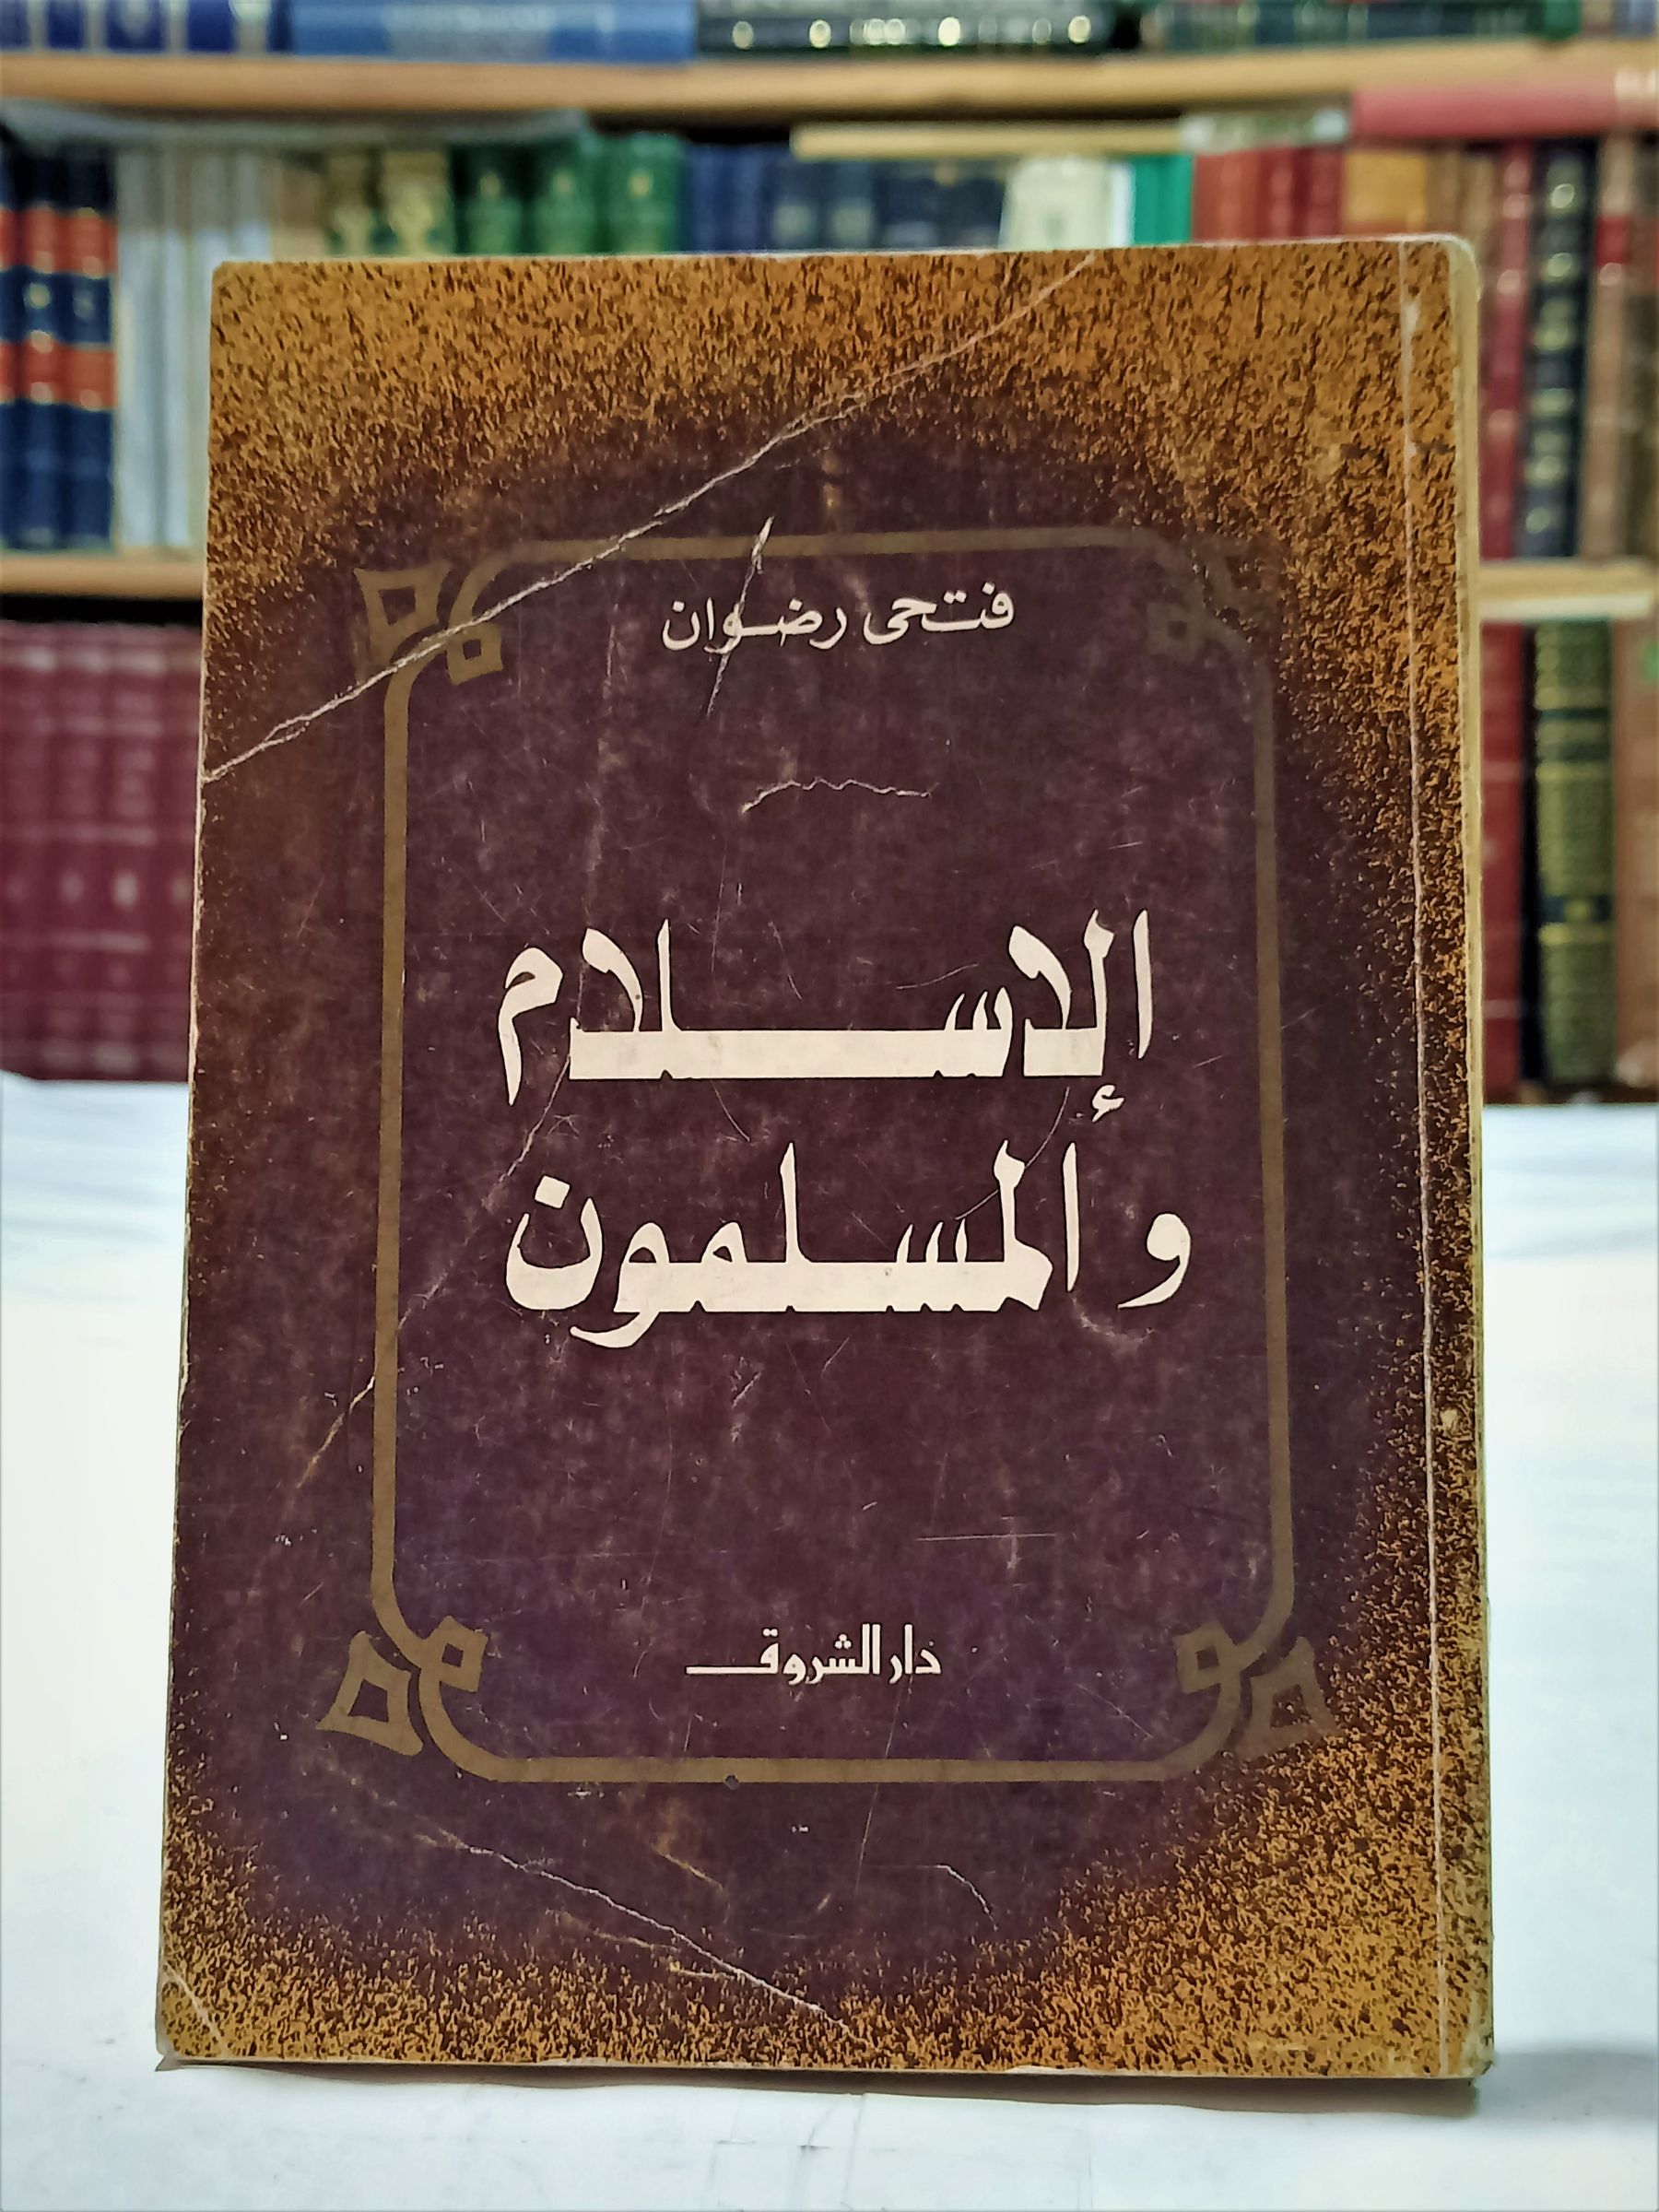 فتحى رضوان
الإسلام
والمسلمون
دار الشروق